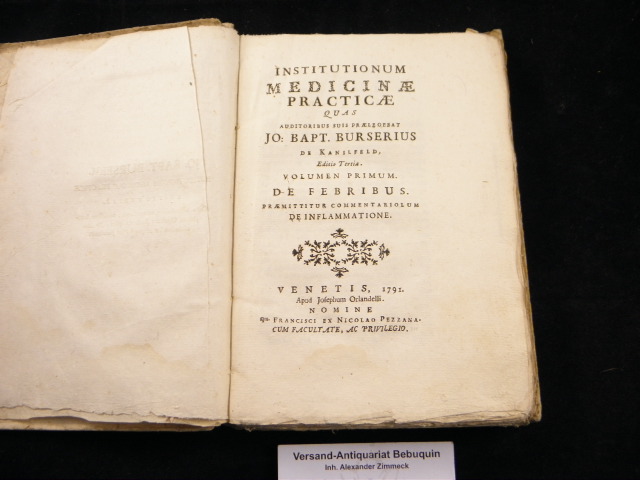 INSTITUTIONUM
MEDICINÆ
PRACTICÆ
QUAS
AUDITORIBUS SUIS PRÆLEGEBAT
JO: BAPT. BURSERIUS
DE KANILFELD,
Editio Tertia.
VOLUMEN PRIMUM.
DE FEBRIBUS.
PRÆMITTITUR COMMENTARIOLUM
DE INFLAMMATIONE.
VENETIS, 1791.
Apud Josephum Orlandelli.
NOMINE
qu. FRANCISCI EX NICOLAO PEZZANA.
CUM FACULTATE, AC PRIVILEGIO.
Versand-Antiquariat Bebuquin
Inh. Alexander Zimmeck